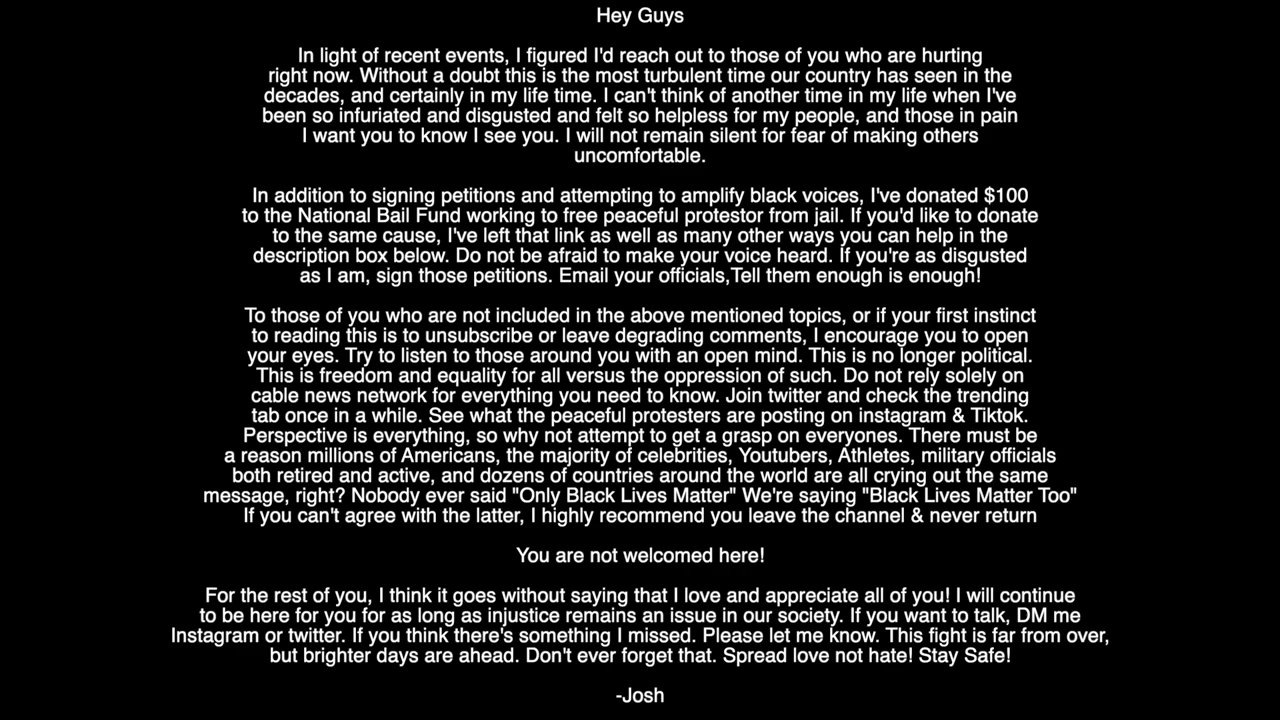 Hey Guys
In light of recent events, I figured I'd reach out to those of you who are hurting
right now. Without a doubt this is the most turbulent time our country has seen in the
decades, and certainly in my life time. I can't think of another time in my life when I've
been so infuriated and disgusted and felt so helpless for my people, and those in pain
I want you to know I see you. I will not remain silent for fear of making others
uncomfortable.
In addition to signing petitions and attempting to amplify black voices, I've donated $100
to the National Bail Fund working to free peaceful protestor from jail. If you'd like to donate
to the same cause, I've left that link as well as many other ways you can help in the
description box below. Do not be afraid to make your voice heard. If you're as disgusted
as I am, sign those petitions. Email your officials,Tell them enough is enough!
To those of you who are not included in the above mentioned topics, or if your first instinct
to reading this is to unsubscribe or leave degrading comments, I encourage you to open
your eyes. Try to listen to those around you with an open mind. This is no longer political.
This is freedom and equality for all versus the oppression of such. Do not rely solely on
cable news network for everything you need to know. Join twitter and check the trending
tab once in a while. See what the peaceful protesters are posting on instagram & Tiktok.
Perspective is everything, so why not attempt to get a grasp on everyones. There must be
a reason millions of Americans, the majority of celebrities, Youtubers, Athletes, military officials
both retired and active, and dozens of countries around the world are all crying out the same
message, right? Nobody ever said "Only Black Lives Matter" We're saying "Black Lives Matter Too"
If you can't agree with the latter, I highly recommend you leave the channel & never return
You are not welcomed here!
For the rest of you, I think it goes without saying that I love and appreciate all of you! I will continue
to be here for you for as long as injustice remains an issue in our society. If you want to talk, DM me
Instagram or twitter. If you think there's something I missed. Please let me know. This fight is far from over,
but brighter days are ahead. Don't ever forget that. Spread love not hate! Stay Safe!
-Josh